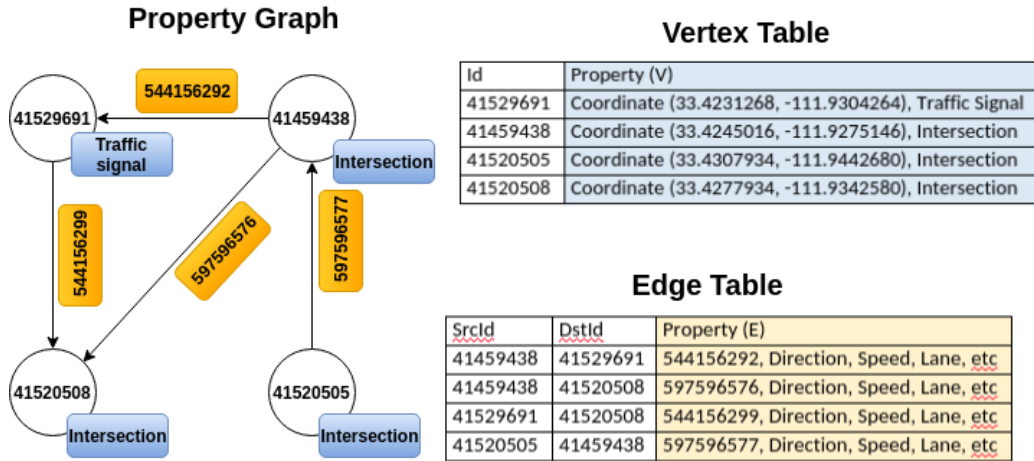 Property Graph
544156292
41529691
41459438
Traffic
signal
Intersection
544156299
597596576
597596577
41520508
41520505
Intersection
Intersection
Vertex Table
Id Property (V)
41529691 Coordinate (33.4231268, -111.9304264), Traffic Signal
41459438 Coordinate (33.4245016, -111.9275146), Intersection
41520505 Coordinate (33.4307934, -111.9442680), Intersection
41520508 Coordinate (33.4277934, -111.9342580), Intersection
Edge Table
SrcId DstId Property (E)
41459438 41529691 544156292, Direction, Speed, Lane, etc
41459438 41520508 597596576, Direction, Speed, Lane, etc
41529691 41520508 544156299, Direction, Speed, Lane, etc
41520505 41459438 597596577, Direction, Speed, Lane, etc